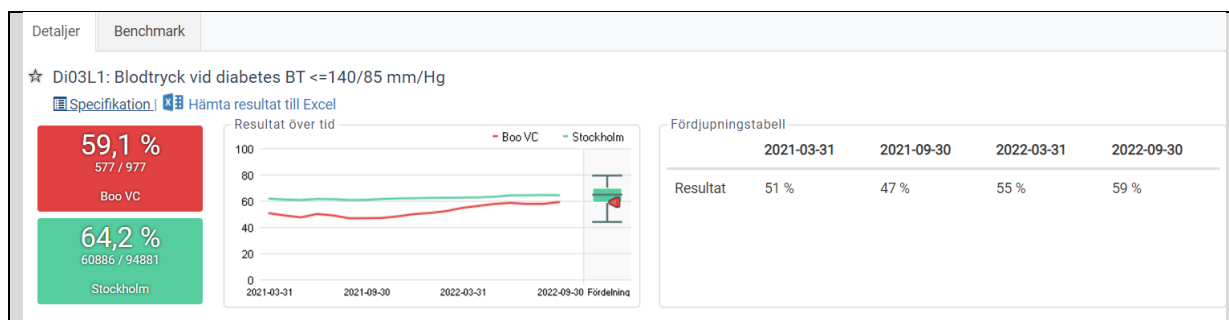 Detaljer Benchmark
☆ Di03L1: Blodtryck vid diabetes BT <=140/85 mm/Hg
Specifikation | Hämta resultat till Excel
59,1 %
577 / 977
Boo VC
64,2 %
60886 / 94881
Stockholm
Resultat över tid
- Boo VC - Stockholm
100
80
60
40
20
0
2021-03-31 2021-09-30 2022-03-31 2022-09-30 Fördelning
Fördjupningstabell
2021-03-31 2021-09-30 2022-03-31 2022-09-30
Resultat 51 % 47 % 55 % 59 %